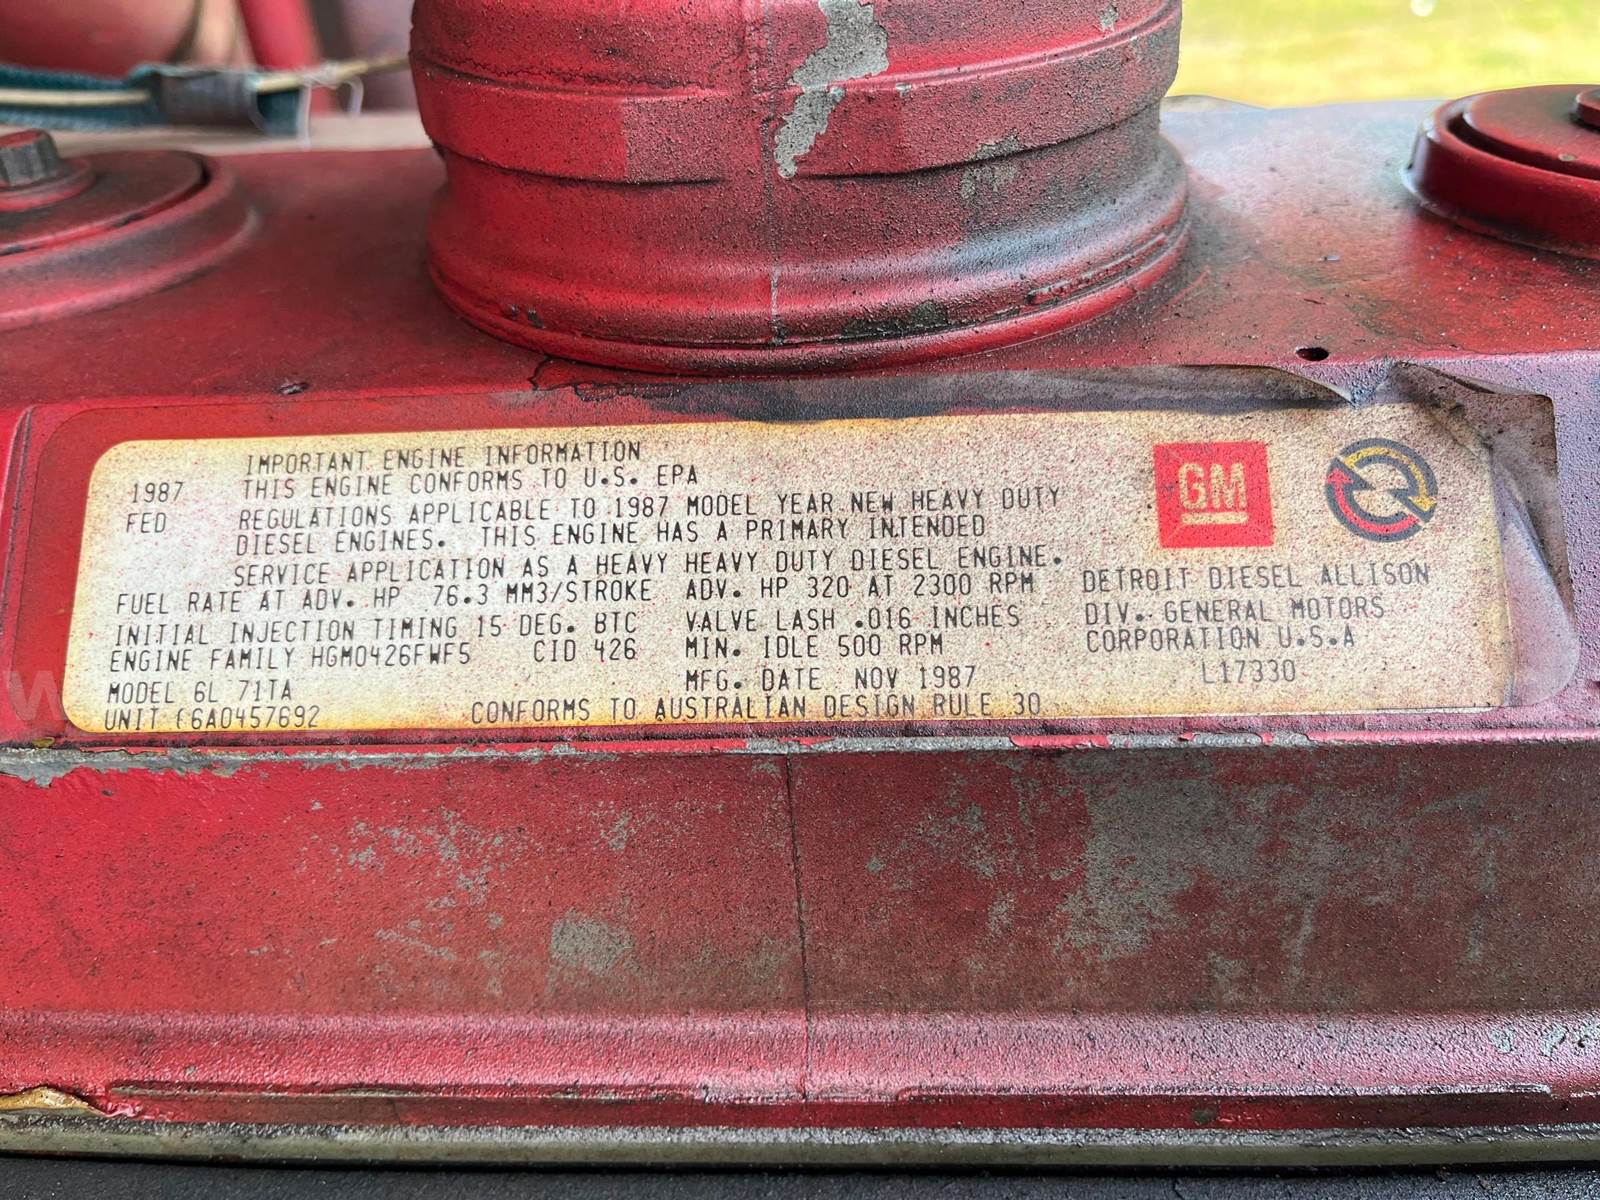 IMPORTANT ENGINE INFORMATION
1987 THIS ENGINE CONFORMS TO U.S. EPA
FED REGULATIONS APPLICABLE TO 1987 MODEL YEAR NEW HEAVY DUTY
DIESEL ENGINES. THIS ENGINE HAS A PRIMARY INTENDED
SERVICE APPLICATION AS A HEAVY HEAVY DUTY DIESEL ENGINE.
FUEL RATE AT ADV. HP 76.3 MM3/STROKE ADV. HP 320 AT 2300 RPM
INITIAL INJECTION TIMING 15 DEG. BTC VALVE LASH .016 INCHES
ENGINE FAMILY HGM0426FWF5 CID 426 MIN. IDLE 500 RPM
MODEL 6L 71TA MFG. DATE NOV 1987
UNIT (6A0457692 CONFORMS TO AUSTRALIAN DESIGN RULE 30
GM
DETROIT DIESEL ALLISON
DIV. GENERAL MOTORS
CORPORATION U.S.A
L17330